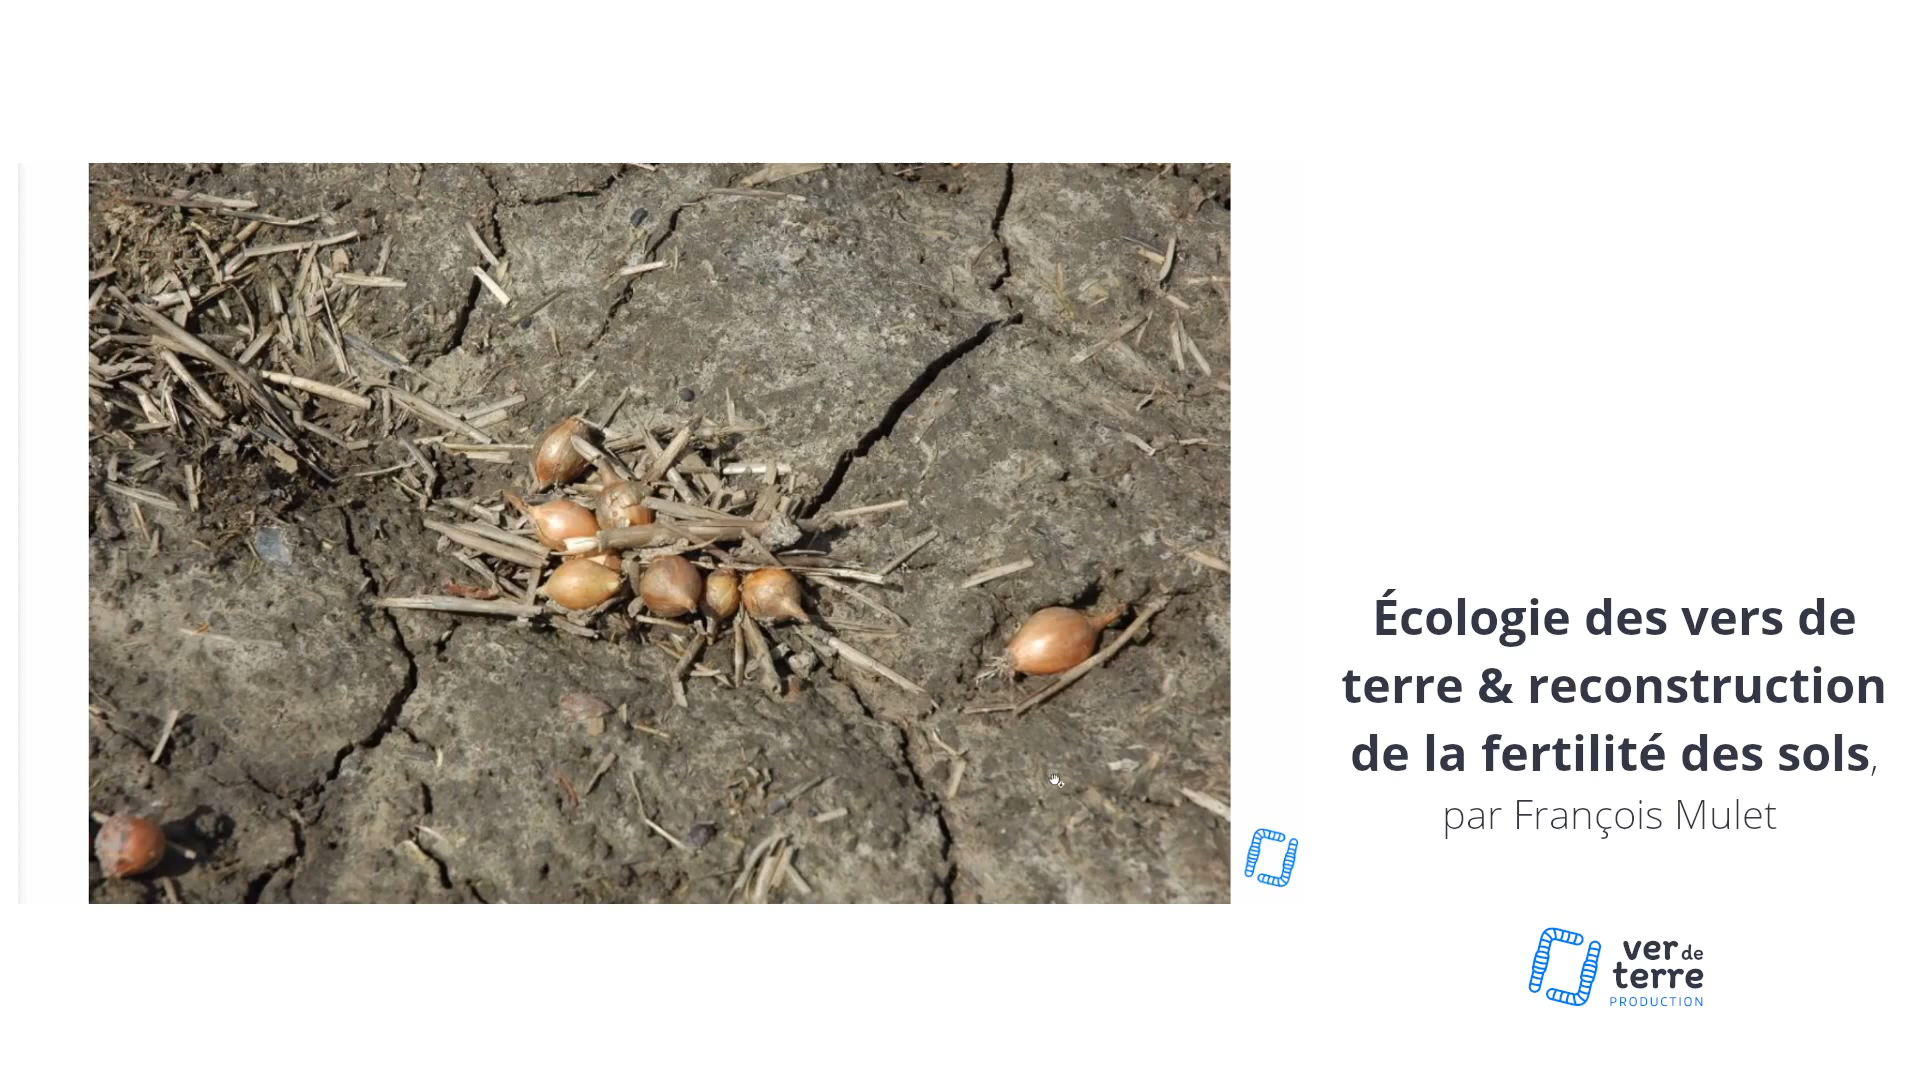 Écologie des vers de
terre & reconstruction
de la fertilité des sols,
par François Mulet
ver de
terre
PRODUCTION